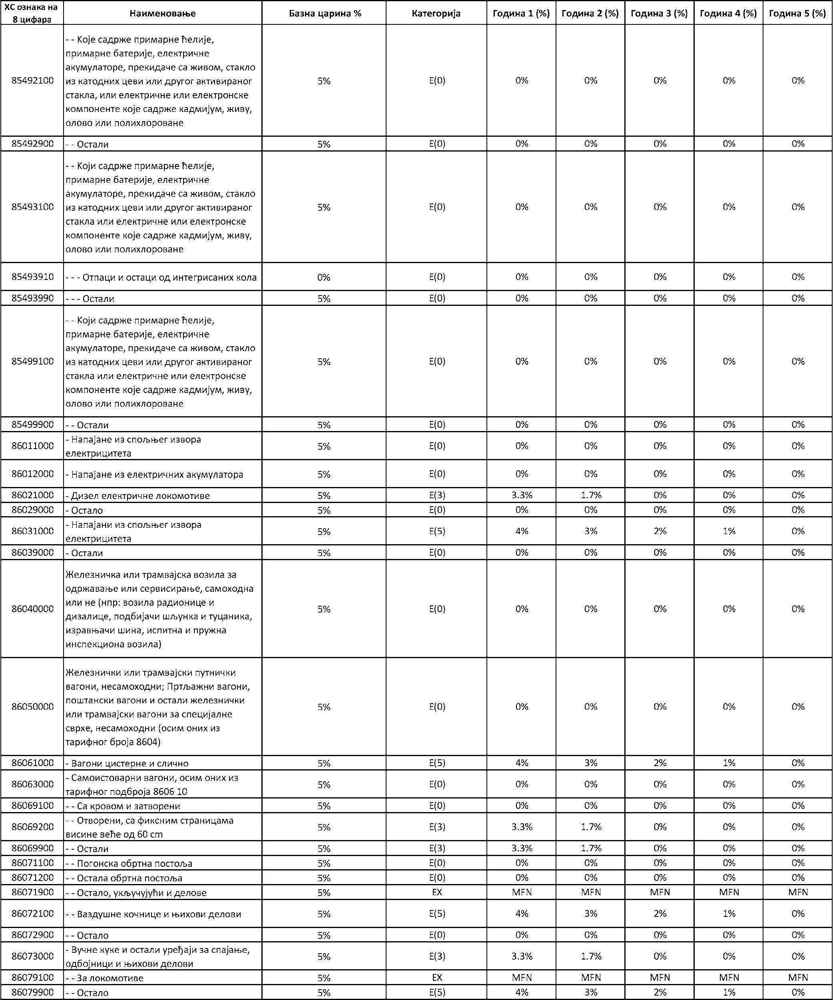 ХС ознака на 8 цифара Наименовање Базна царина % Категорија Година 1 (%) Година 2 (%) Година 3 (%) Година 4 (%) Година 5 (%)
85492100 - - Које садрже примарне ћелије, примарне батерије, електричне акумулаторе, прекидаче са живом, стакло из катодних цеви или другог активираног стакла, или електричне или електронске компоненте које садрже кадмијум, живу, олово или полихлороване 5% E(0) 0% 0% 0% 0% 0%
85492900 - - Остали 5% E(0) 0% 0% 0% 0% 0%
85493100 - - Који садрже примарне ћелије, примарне батерије, електричне акумулаторе, прекидаче са живом, стакло из катодних цеви или другог активираног стакла или електричне или електронске компоненте које садрже кадмијум, живу, олово или полихлороване 5% E(0) 0% 0% 0% 0% 0%
85493910 - - - Отпаци и остаци од интегрисаних кола 0% E(0) 0% 0% 0% 0% 0%
85493990 - - - Остали 5% E(0) 0% 0% 0% 0% 0%
85499100 - - Који садрже примарне ћелије, примарне батерије, електричне акумулаторе, прекидаче са живом, стакло из катодних цеви или другог активираног стакла или електричне или електронске компоненте које садрже кадмијум, живу, олово или полихлороване 5% E(0) 0% 0% 0% 0% 0%
85499900 - - Остали 5% E(0) 0% 0% 0% 0% 0%
86011000 - Напајане из спољњег извора електрицитета 5% E(0) 0% 0% 0% 0% 0%
86012000 - Напајане из електричних акумулатора 5% E(0) 0% 0% 0% 0% 0%
86021000 - Дизел електричне локомотиве 5% E(3) 3.3% 1.7% 0% 0% 0%
86029000 - Остало 5% E(0) 0% 0% 0% 0% 0%
86031000 - Напајани из спољњег извора електрицитета 5% E(5) 4% 3% 2% 1% 0%
86039000 - Остали 5% E(0) 0% 0% 0% 0% 0%
86040000 Железничка или трамвајска возила за одржавање или сервисирање, самоходна или не (нпр: возила радионице и дизалице, подбијачи шљунка и туцаника, изравњачи шина, испитна и пружна инспекциона возила) 5% E(0) 0% 0% 0% 0% 0%
86050000 Железнички или трамвајски путнички вагони, несамоходни; Пртљажни вагони, поштански вагони и остали железнички или трамвајски вагони за специјалне сврхе, несамоходни (осим оних из тарифног броја 8604) 5% E(0) 0% 0% 0% 0% 0%
86061000 - Вагони цистерне и слично 5% E(5) 4% 3% 2% 1% 0%
86063000 - Самоистоварни вагони, осим оних из тарифног подброја 8606 10 5% E(0) 0% 0% 0% 0% 0%
86069100 - - Са кровом и затворени 5% E(0) 0% 0% 0% 0% 0%
86069200 - - Отворени, са фиксним страницама висине веће од 60 cm 5% E(3) 3.3% 1.7% 0% 0% 0%
86069900 - - Остали 5% E(3) 3.3% 1.7% 0% 0% 0%
86071100 - - Погонска обртна постоља 5% E(0) 0% 0% 0% 0% 0%
86071200 - - Остала обртна постоља 5% E(0) 0% 0% 0% 0% 0%
86071900 - - Остало, укључујући и делове 5% EX MFN MFN MFN MFN MFN
86072100 - - Ваздушне кочнице и њихови делови 5% E(5) 4% 3% 2% 1% 0%
86072900 - - Остало 5% E(0) 0% 0% 0% 0% 0%
86073000 - Вучне куке и остали уређаји за спајање, одбојници и њихови делови 5% E(3) 3.3% 1.7% 0% 0% 0%
86079100 - - За локомотиве 5% EX MFN MFN MFN MFN MFN
86079900 - - Остало 5% E(5) 4% 3% 2% 1% 0%